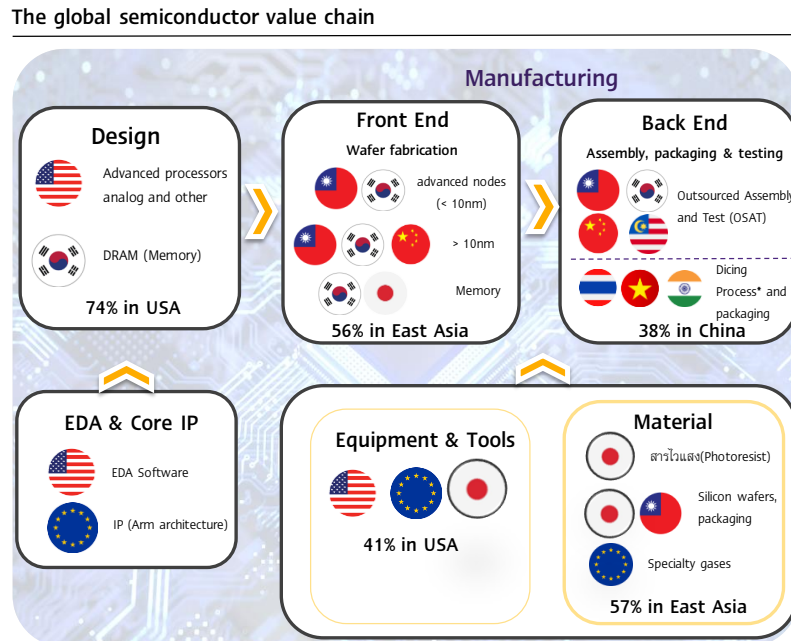 The global semiconductor value chain
Manufacturing
Design
Advanced processors
analog and other
DRAM (Memory)
74% in USA
Front End
Wafer fabrication
advanced nodes
(< 10nm)
> 10nm
Memory
56% in East Asia
Back End
Assembly, packaging & testing
Outsourced Assembly
and Test (OSAT)
Dicing
Process* and
packaging
38% in China
EDA & Core IP
EDA Software
IP (Arm architecture)
Equipment & Tools
41% in USA
Material
สารไวแสง(Photoresist)
Silicon wafers,
packaging
Specialty gases
57% in East Asia